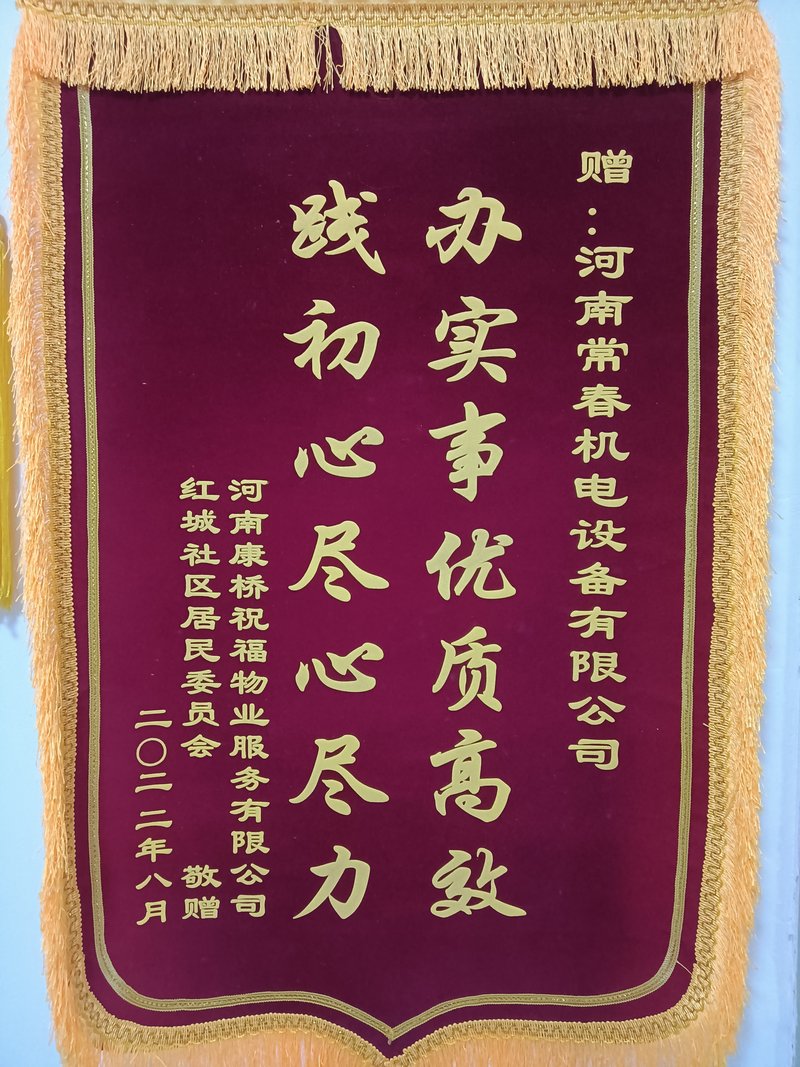 赠：河南常春机电设备有限公司
办实事优质高效
践初心尽心尽力
河南康桥祝福物业服务有限公司
红城社区居民委员会 敬赠
二〇二二年八月